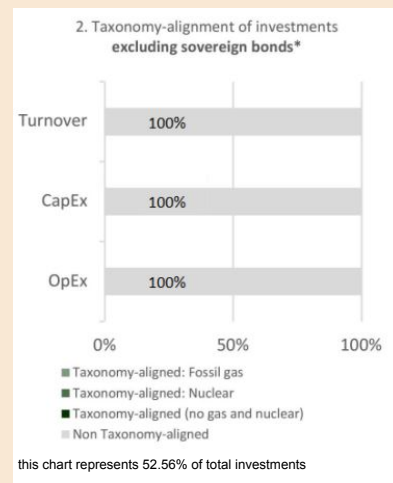 2. Taxonomy-alignment of investments
excluding sovereign bonds*
Turnover
100%
CapEx
100%
OpEx
100%
0%
50%
100%
Taxonomy-aligned: Fossil gas
Taxonomy-aligned: Nuclear
Taxonomy-aligned (no gas and nuclear)
Non Taxonomy-aligned
this chart represents 52.56% of total investments